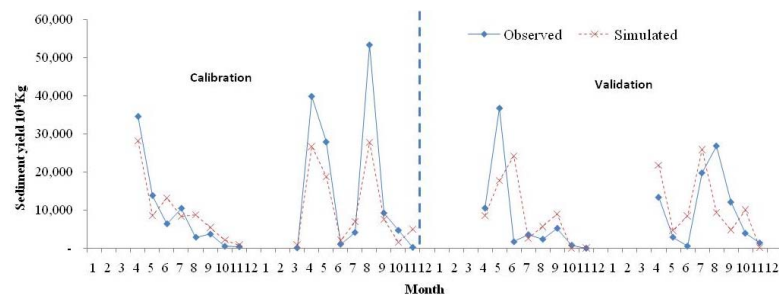 60,000
50,000
40,000
30,000
20,000
10,000
-
Sediment yield 10⁴Kg
Observed
Simulated
Calibration
Validation
1 2 3 4 5 6 7 8 9 10 11 12 1 2 3 4 5 6 7 8 9 10 11 12 1 2 3 4 5 6 7 8 9 10 11 12 1 2 3 4 5 6 7 8 9 10 11 12
Month